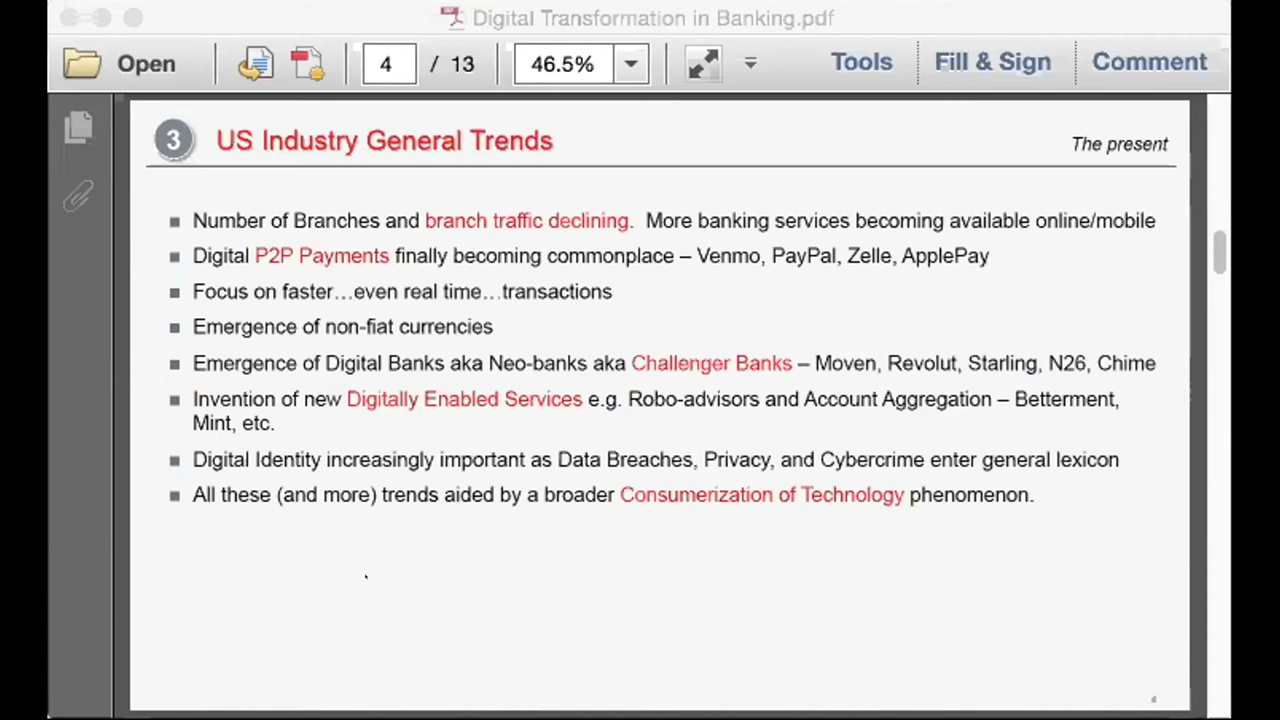 Digital Transformation in Banking.pdf
Open
4 / 13
46.5%
Tools
Fill & Sign
Comment
3
US Industry General Trends
The present
Number of Branches and branch traffic declining.  More banking services becoming available online/mobile
Digital P2P Payments finally becoming commonplace – Venmo, PayPal, Zelle, ApplePay
Focus on faster…even real time…transactions
Emergence of non-fiat currencies
Emergence of Digital Banks aka Neo-banks aka Challenger Banks – Moven, Revolut, Starling, N26, Chime
Invention of new Digitally Enabled Services e.g. Robo-advisors and Account Aggregation – Betterment,
Mint, etc.
Digital Identity increasingly important as Data Breaches, Privacy, and Cybercrime enter general lexicon
All these (and more) trends aided by a broader Consumerization of Technology phenomenon.